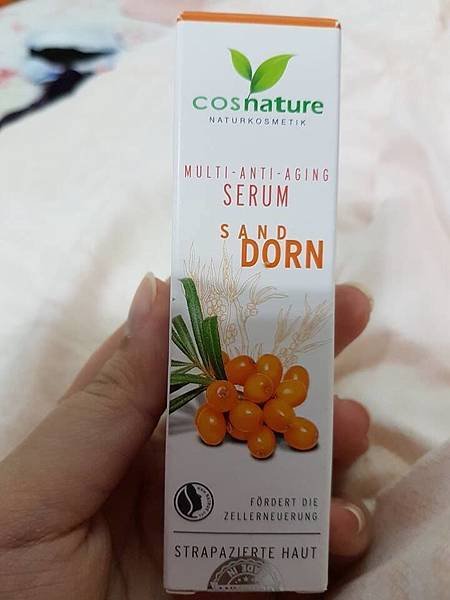 cosnature
NATURKOSMETIK
MULTI-ANTI-AGING
SERUM
SAND
DORN
FÖRDERT DIE
ZELLERNEUERUNG
STRAPAZIERTE HAUT